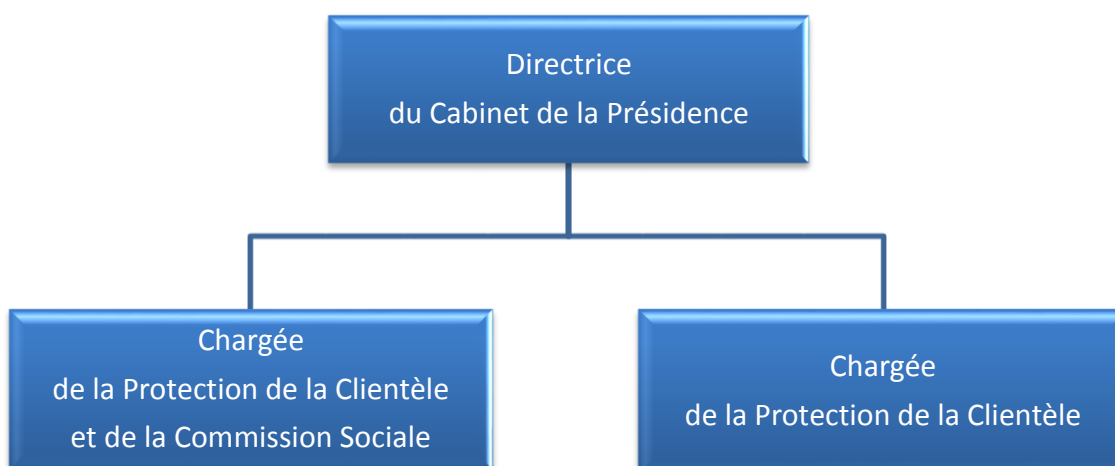 Directrice
du Cabinet de la Présidence
Chargée
de la Protection de la Clientèle
et de la Commission Sociale
Chargée
de la Protection de la Clientèle